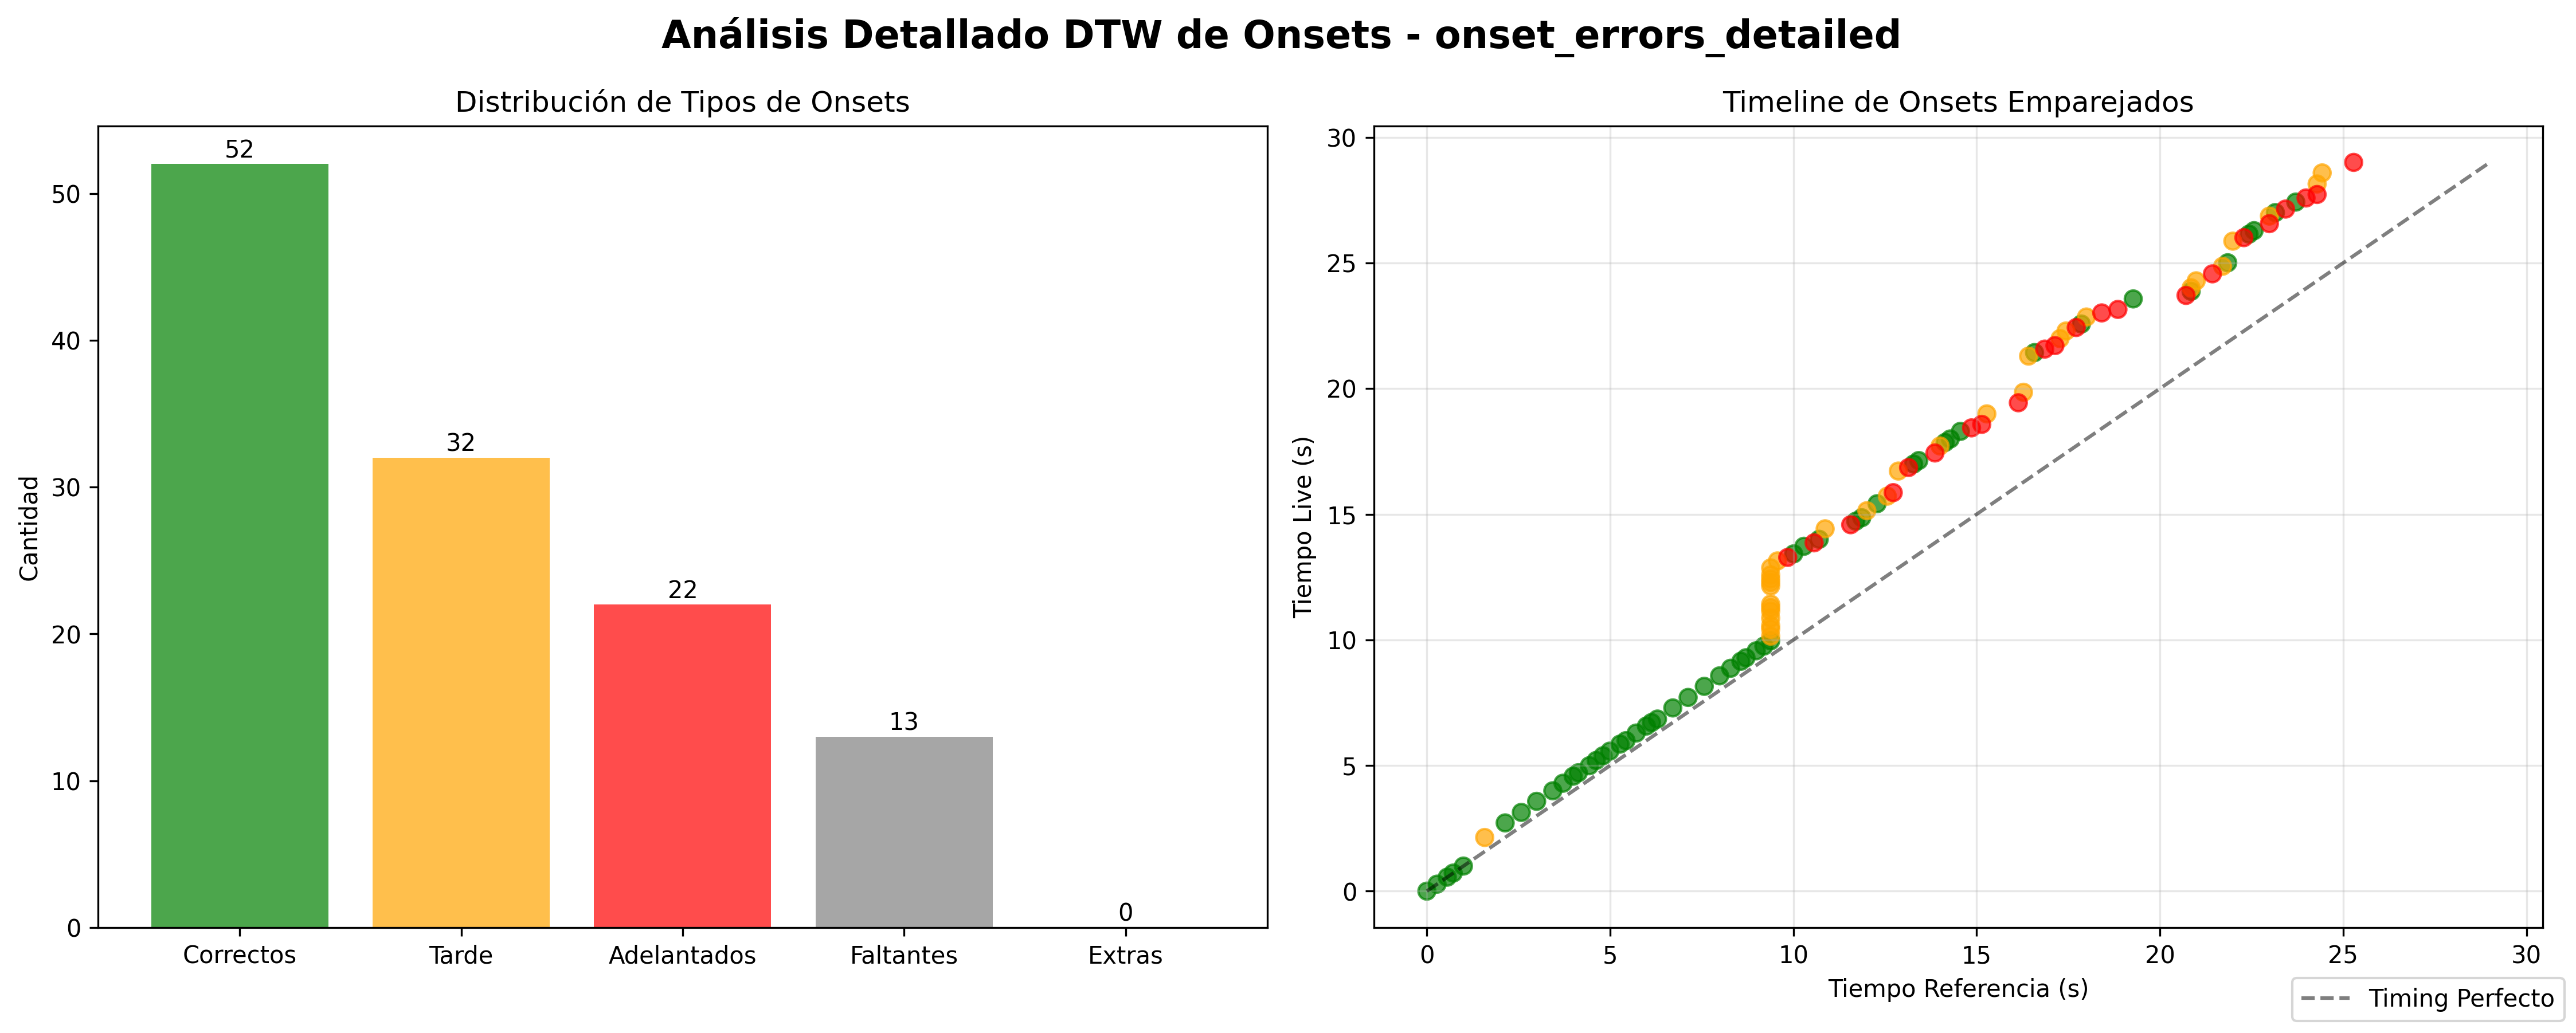 Análisis Detallado DTW de Onsets - onset_errors_detailed
Distribución de Tipos de Onsets
Cantidad
50
40
30
20
10
0
52
32
22
13
0
Correctos
Tarde
Adelantados
Faltantes
Extras
Timeline de Onsets Emparejados
Tiempo Live (s)
30
25
20
15
10
5
0
0
5
10
15
20
25
30
Tiempo Referencia (s)
Timing Perfecto